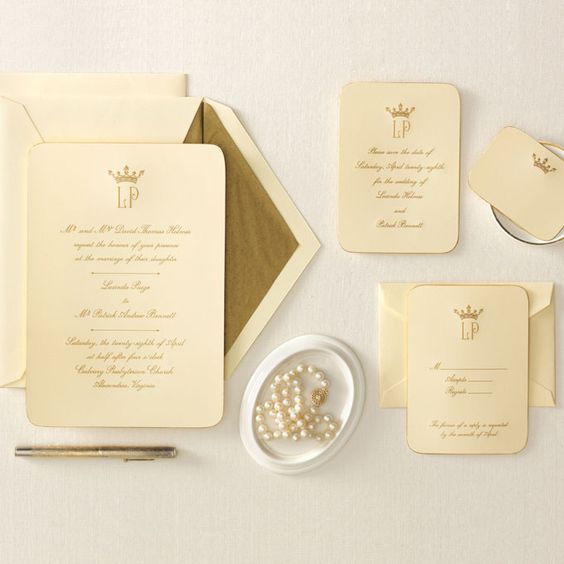 LP
Mr. and Mrs. David Thomas Holmes
request the honour of your presence
at the marriage of their daughter
Lucinda Paige
to
Mr. Patrick Andrew Bennett
Saturday, the twenty-eighth of April
at half after four o'clock
Calvary Presbyterian Church
Alexandria, Virginia
LP
Please save the date of
Saturday, April twenty-eighth
for the wedding of
Lucinda Holmes
and
Patrick Bennett
LP
M
Accepts
Regrets
The favour of a reply is requested
by the seventh of April